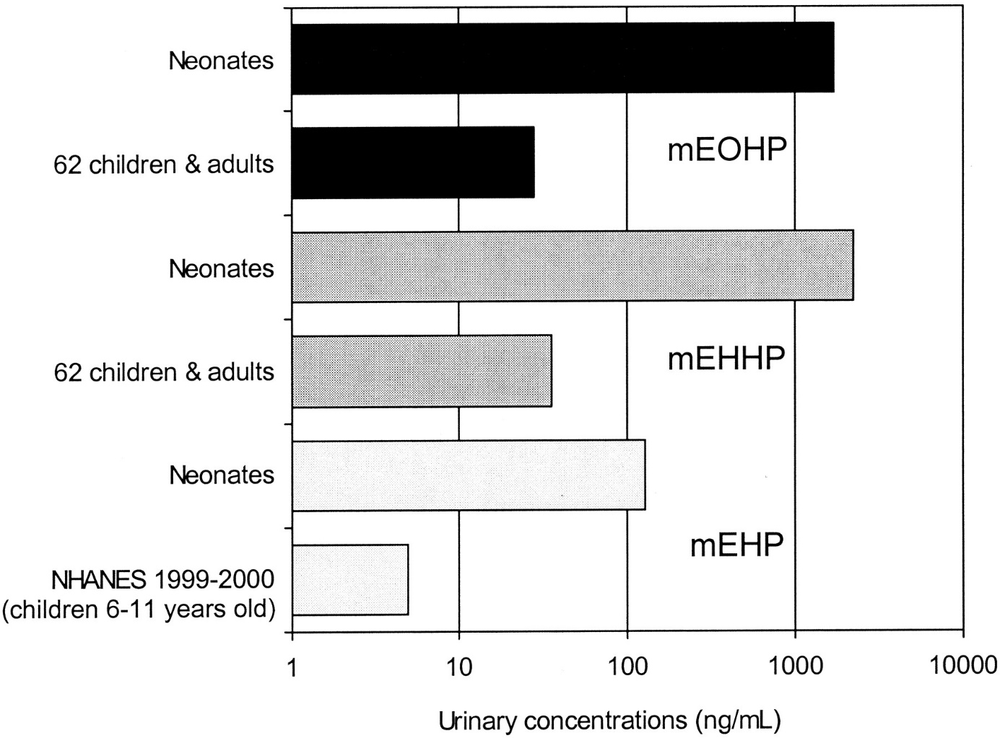 Neonates
mEOHP
62 children & adults
Neonates
mEHHP
62 children & adults
Neonates
mEHP
NHANES 1999-2000
(children 6-11 years old)
1 10 100 1000 10000
Urinary concentrations (ng/mL)